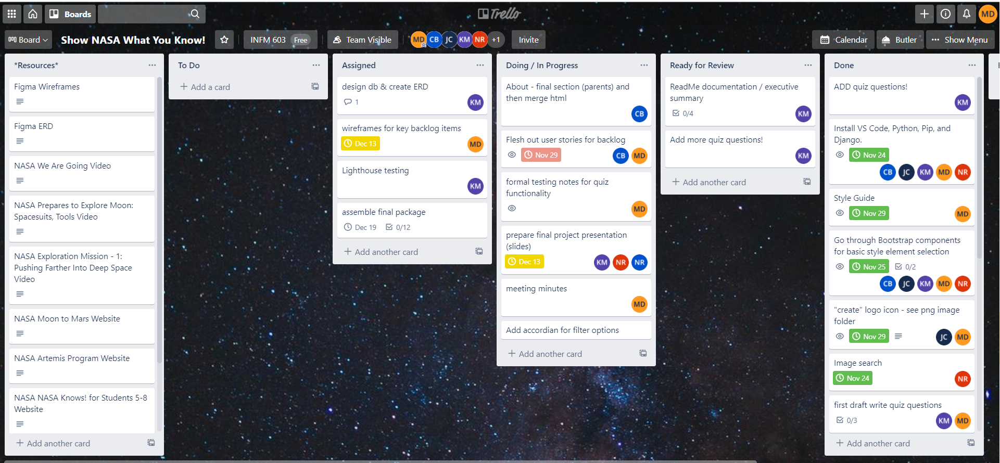 Boards
Trello
MD
Board
Show NASA What You Know!
INFM 603 Free
Team Visible
MD CB JC KM NR +1
Invite
Calendar
Butler
Show Menu
*Resources*
Figma Wireframes
Figma ERD
NASA We Are Going Video
NASA Prepares to Explore Moon:
Spacesuits, Tools Video
NASA Exploration Mission - 1:
Pushing Farther Into Deep Space
Video
NASA Moon to Mars Website
NASA Artemis Program Website
NASA NASA Knows! for Students 5-8
Website
Add another card
To Do
Add a card
Assigned
design db & create ERD
1
KM
wireframes for key backlog items
Dec 13
MD
Lighthouse testing
KM
assemble final package
Dec 19 0/12
Add another card
Doing / In Progress
About - final section (parents) and
then merge html
CB
Flesh out user stories for backlog
Nov 29
CB MD
formal testing notes for quiz
functionality
MD
prepare final project presentation
(slides)
Dec 13
KM NR NR
meeting minutes
MD
Add accordian for filter options
Add another card
Ready for Review
ReadMe documentation / executive
summary
0/4
KM
Add more quiz questions!
KM
Add another card
Done
ADD quiz questions!
KM
Install VS Code, Python, Pip, and
Django.
Nov 24
CB JC KM MD NR
Style Guide
Nov 29
MD
Go through Bootstrap components
for basic style element selection
Nov 25 0/2
CB JC KM MD NR
"create" logo icon - see png image
folder
Nov 29
JC MD
Image search
Nov 24
NR
first draft write quiz questions
0/3
KM MD
Add another card